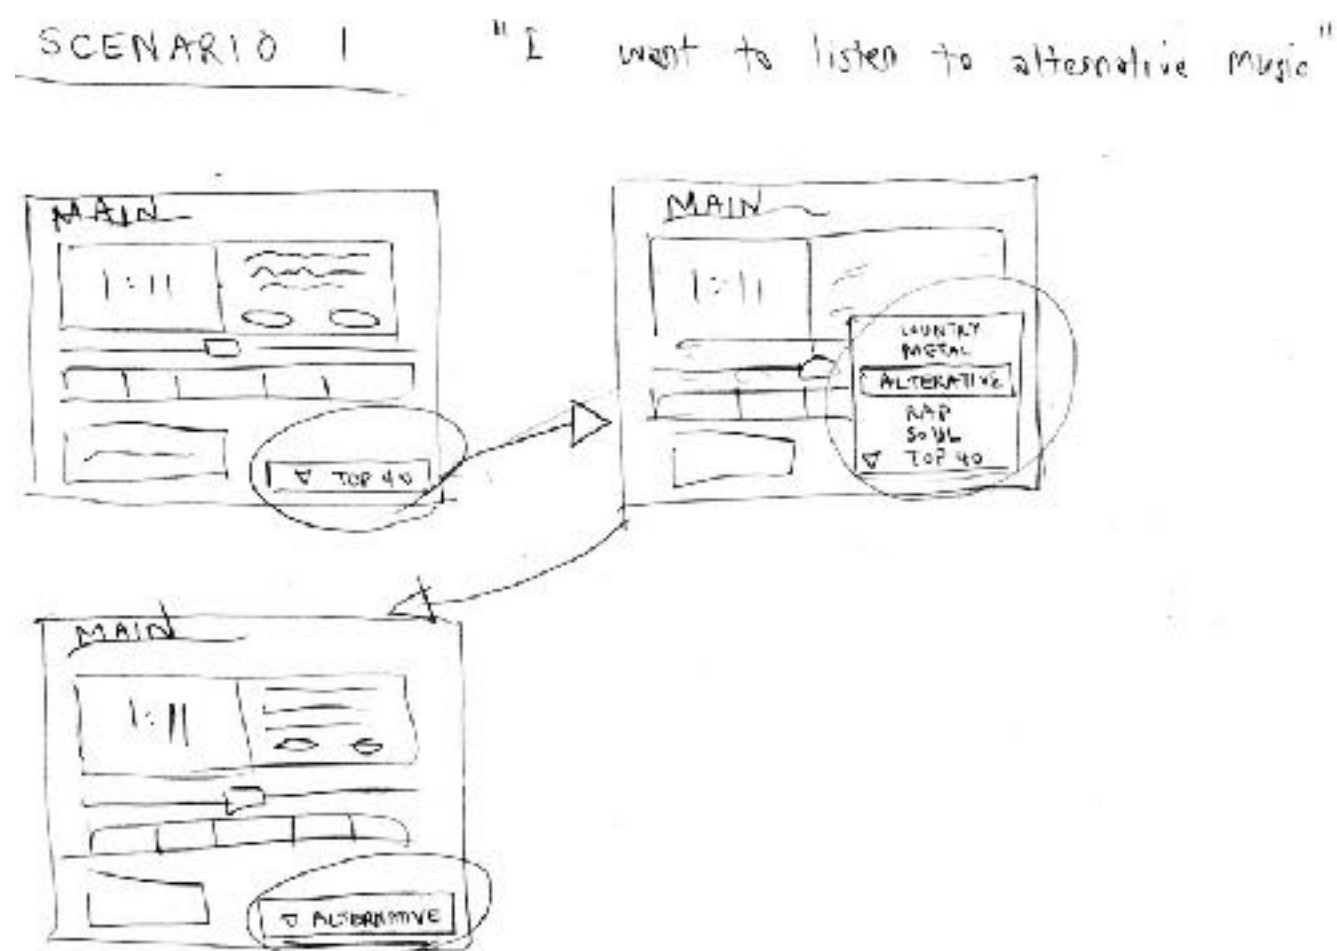 SCENARIO 1
"I want to listen to alternative music"
MAIN
1:11
▽ TOP 40
MAIN
1:11
COUNTRY
METAL
ALTERATIVE
RAP
SOUL
▽ TOP 40
MAIN
1:11
▽ ALTERNATIVE